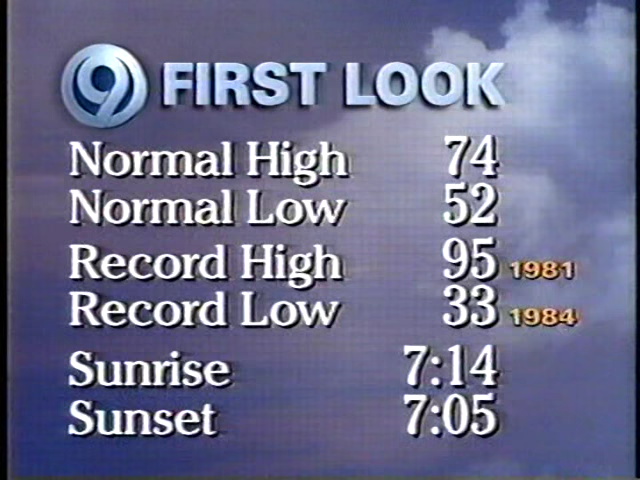 9 FIRST LOOK
Normal High 74
Normal Low 52
Record High 95 1981
Record Low 33 1984
Sunrise 7:14
Sunset 7:05